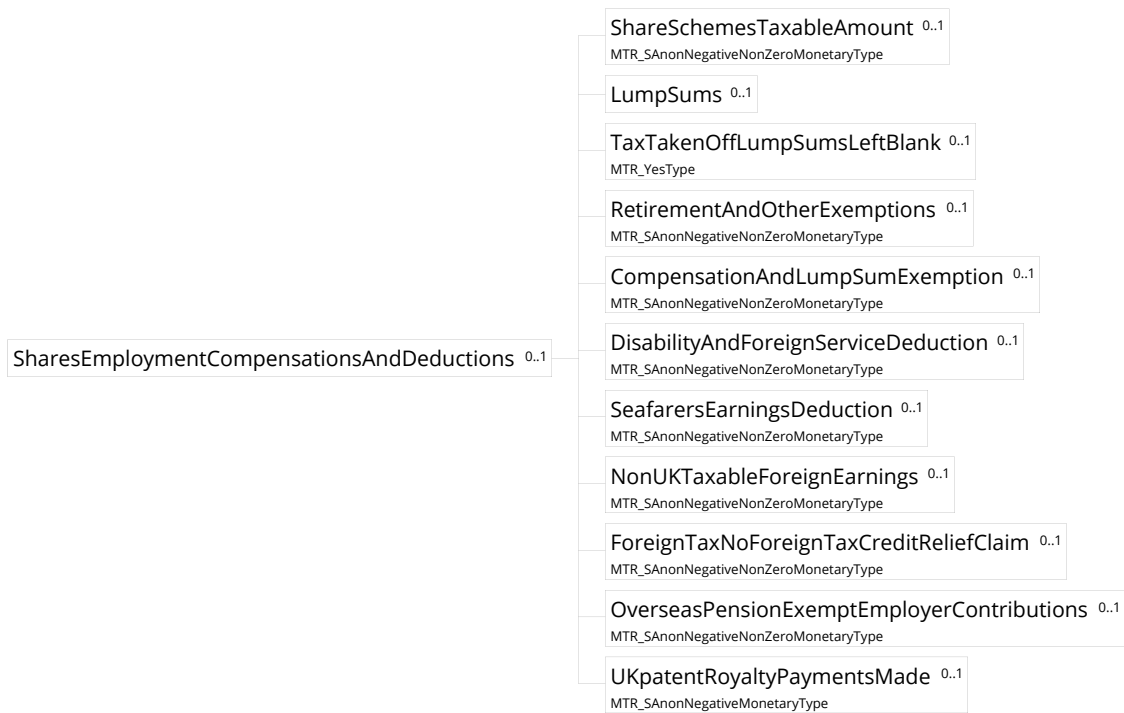 ShareSchemesTaxableAmount 0..1
MTR_SAnonNegativeNonZeroMonetaryType
LumpSums 0..1
TaxTakenOffLumpSumsLeftBlank 0..1
MTR_YesType
RetirementAndOtherExemptions 0..1
MTR_SAnonNegativeNonZeroMonetaryType
CompensationAndLumpSumExemption 0..1
MTR_SAnonNegativeNonZeroMonetaryType
SharesEmploymentCompensationsAndDeductions 0..1
DisabilityAndForeignServiceDeduction 0..1
MTR_SAnonNegativeNonZeroMonetaryType
SeafarersEarningsDeduction 0..1
MTR_SAnonNegativeNonZeroMonetaryType
NonUKTaxableForeignEarnings 0..1
MTR_SAnonNegativeNonZeroMonetaryType
ForeignTaxNoForeignTaxCreditReliefClaim 0..1
MTR_SAnonNegativeNonZeroMonetaryType
OverseasPensionExemptEmployerContributions 0..1
MTR_SAnonNegativeNonZeroMonetaryType
UKpatentRoyaltyPaymentsMade 0..1
MTR_SAnonNegativeMonetaryType